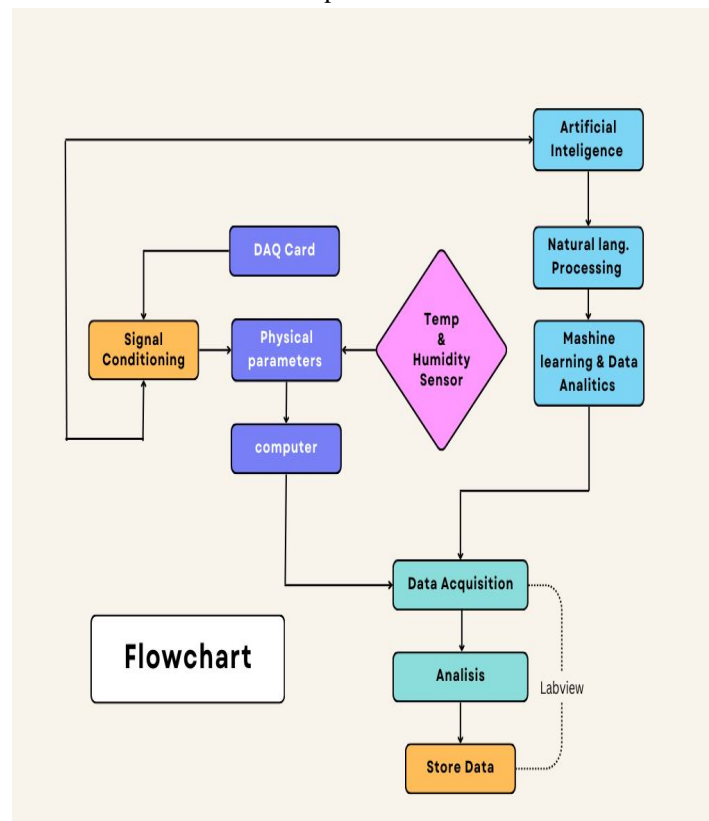 Artificial
Inteligence
DAQ Card
Natural lang.
Processing
Signal
Conditioning
Physical
parameters
Temp
&
Humidity
Sensor
Mashine
learning & Data
Analitics
computer
Data Acquisition
Flowchart
Analisis
Labview
Store Data